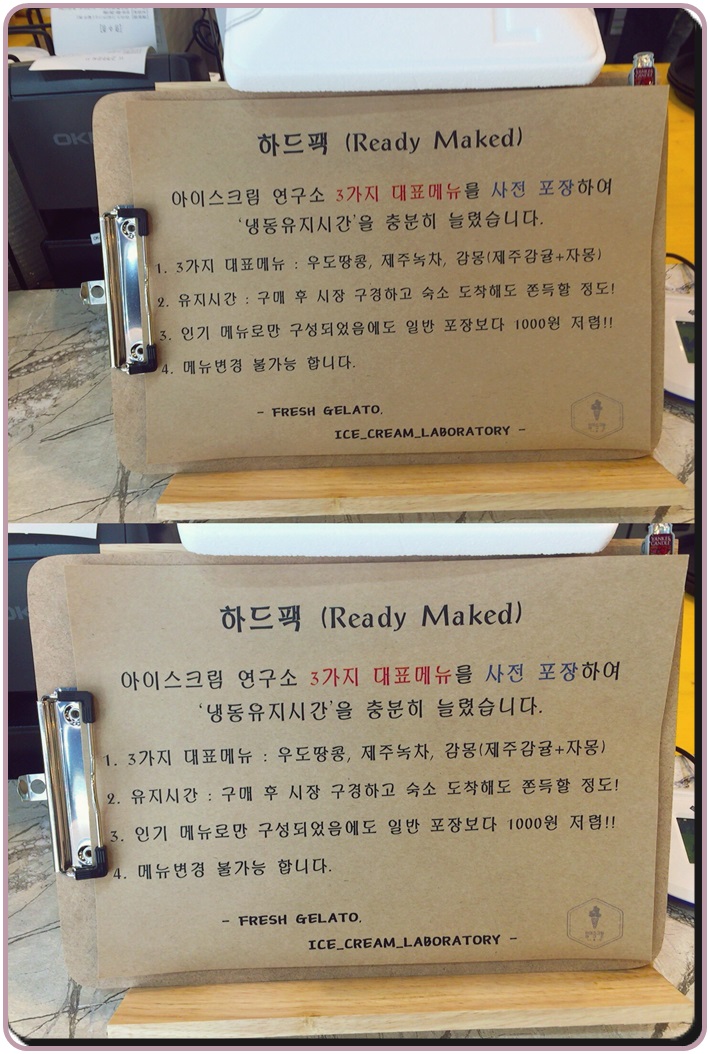 하드팩 (Ready Maked)
아이스크림 연구소 3가지 대표메뉴를 사전 포장하여
'냉동유지시간'을 충분히 늘렸습니다.
1. 3가지 대표메뉴 : 우도땅콩, 제주녹차, 감몽(제주감귤+자몽)
2. 유지시간 : 구매 후 시장 구경하고 숙소 도착해도 쫀득할 정도!
3. 인기 메뉴로만 구성되었음에도 일반 포장보다 1000원 저렴!!
4. 메뉴변경 불가능 합니다.
- FRESH GELATO.
ICE_CREAM_LABORATORY -
YANKEE CANDLE
하드팩 (Ready Maked)
아이스크림 연구소 3가지 대표메뉴를 사전 포장하여
'냉동유지시간'을 충분히 늘렸습니다.
1. 3가지 대표메뉴 : 우도땅콩, 제주녹차, 감몽(제주감귤+자몽)
2. 유지시간 : 구매 후 시장 구경하고 숙소 도착해도 쫀득할 정도!
3. 인기 메뉴로만 구성되었음에도 일반 포장보다 1000원 저렴!!
4. 메뉴변경 불가능 합니다.
- FRESH GELATO.
ICE_CREAM_LABORATORY -